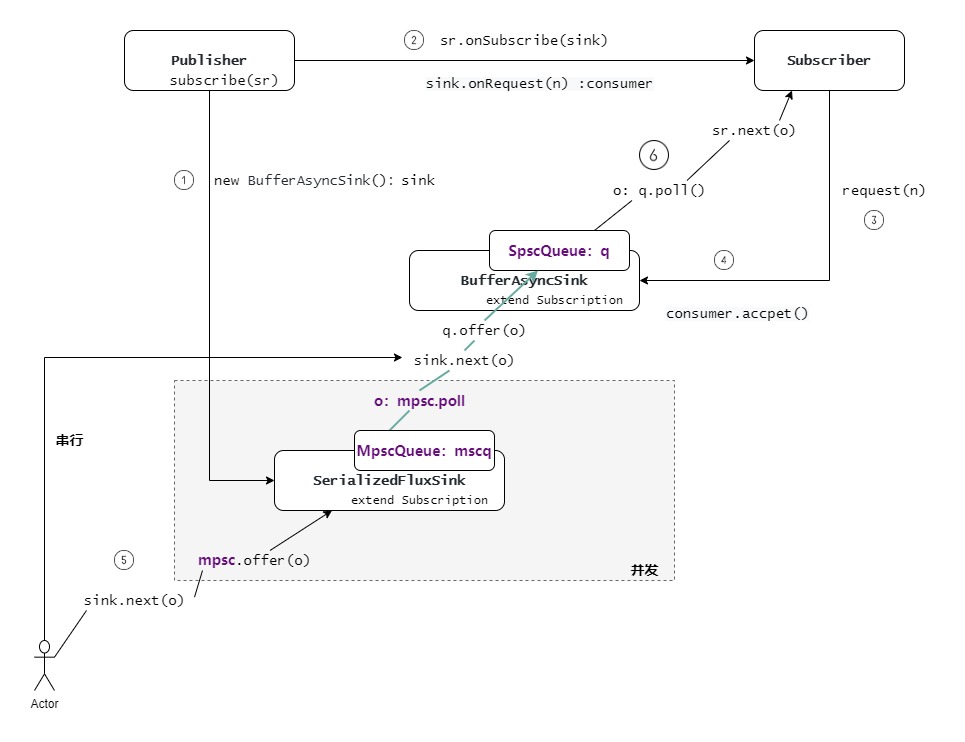 ② sr.onSubscribe(sink)
Publisher
subscribe(sr)
Subscriber
sink.onRequest(n) :consumer
sr.next(o)
⑥
① new BufferAsyncSink(): sink
o: q.poll()
request(n)
③
SpscQueue: q
④
BufferAsyncSink
extend Subscription
consumer.accpet()
q.offer(o)
sink.next(o)
o: mpsc.poll
串行
MpscQueue: mscq
SerializedFluxSink
extend Subscription
⑤
mpsc.offer(o)
并发
sink.next(o)
Actor